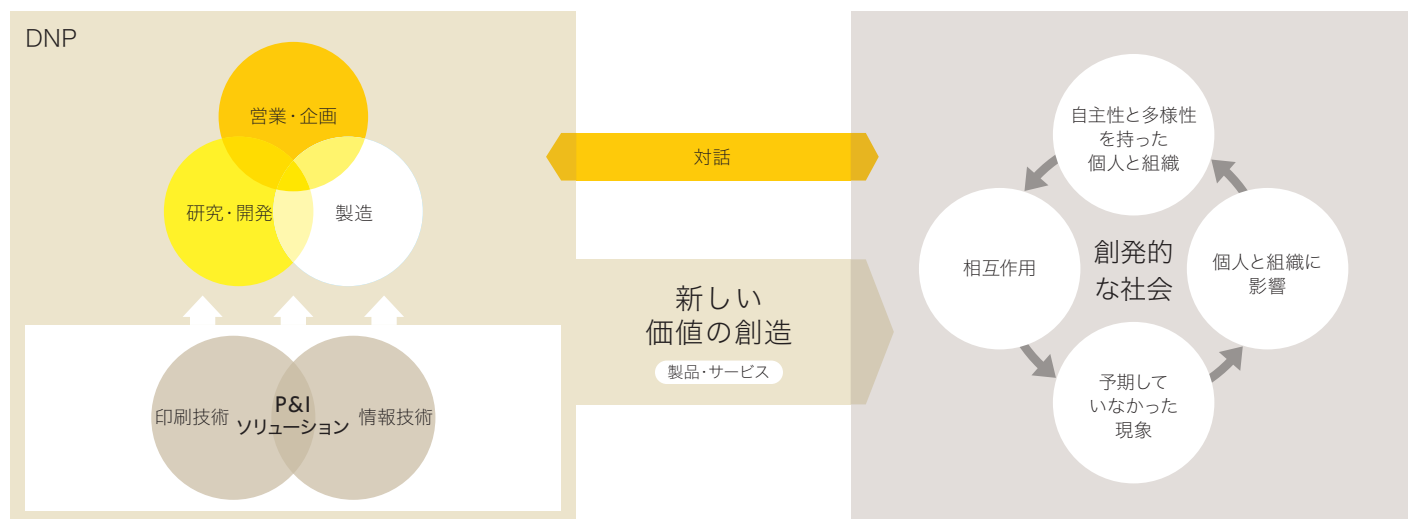 DNP
営業・企画
研究・開発
製造
印刷技術
P&I
ソリューション
情報技術
対話
新しい
価値の創造
製品・サービス
自主性と多様性
を持った
個人と組織
相互作用
創発的
な社会
個人と組織に
影響
予期して
いなかった
現象